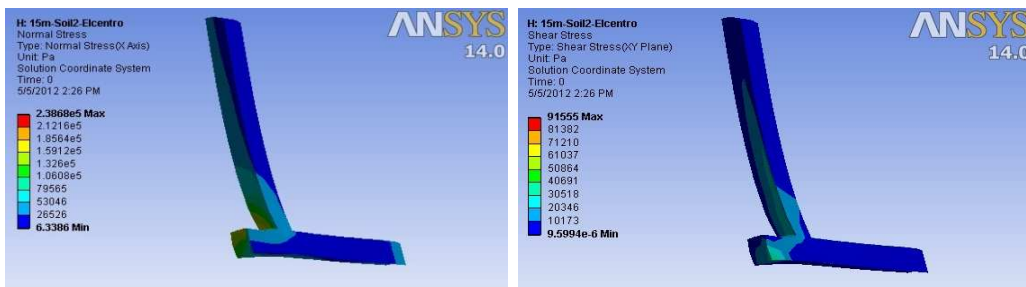 H: 15m-Soil2-Elcentro
Normal Stress
Type: Normal Stress(X Axis)
Unit: Pa
Solution Coordinate System
Time: 0
5/5/2012 2:26 PM
2.3868e5 Max
2.1216e5
1.8564e5
1.5912e5
1.326e5
1.0608e5
79565
53046
26526
6.3386 Min
ANSYS
14.0
H: 15m-Soil2-Elcentro
Shear Stress
Type: Shear Stress(XY Plane)
Unit: Pa
Solution Coordinate System
Time: 0
5/5/2012 2:26 PM
91555 Max
81382
71210
61037
50864
40691
30518
20346
10173
9.5994e-6 Min
ANSYS
14.0